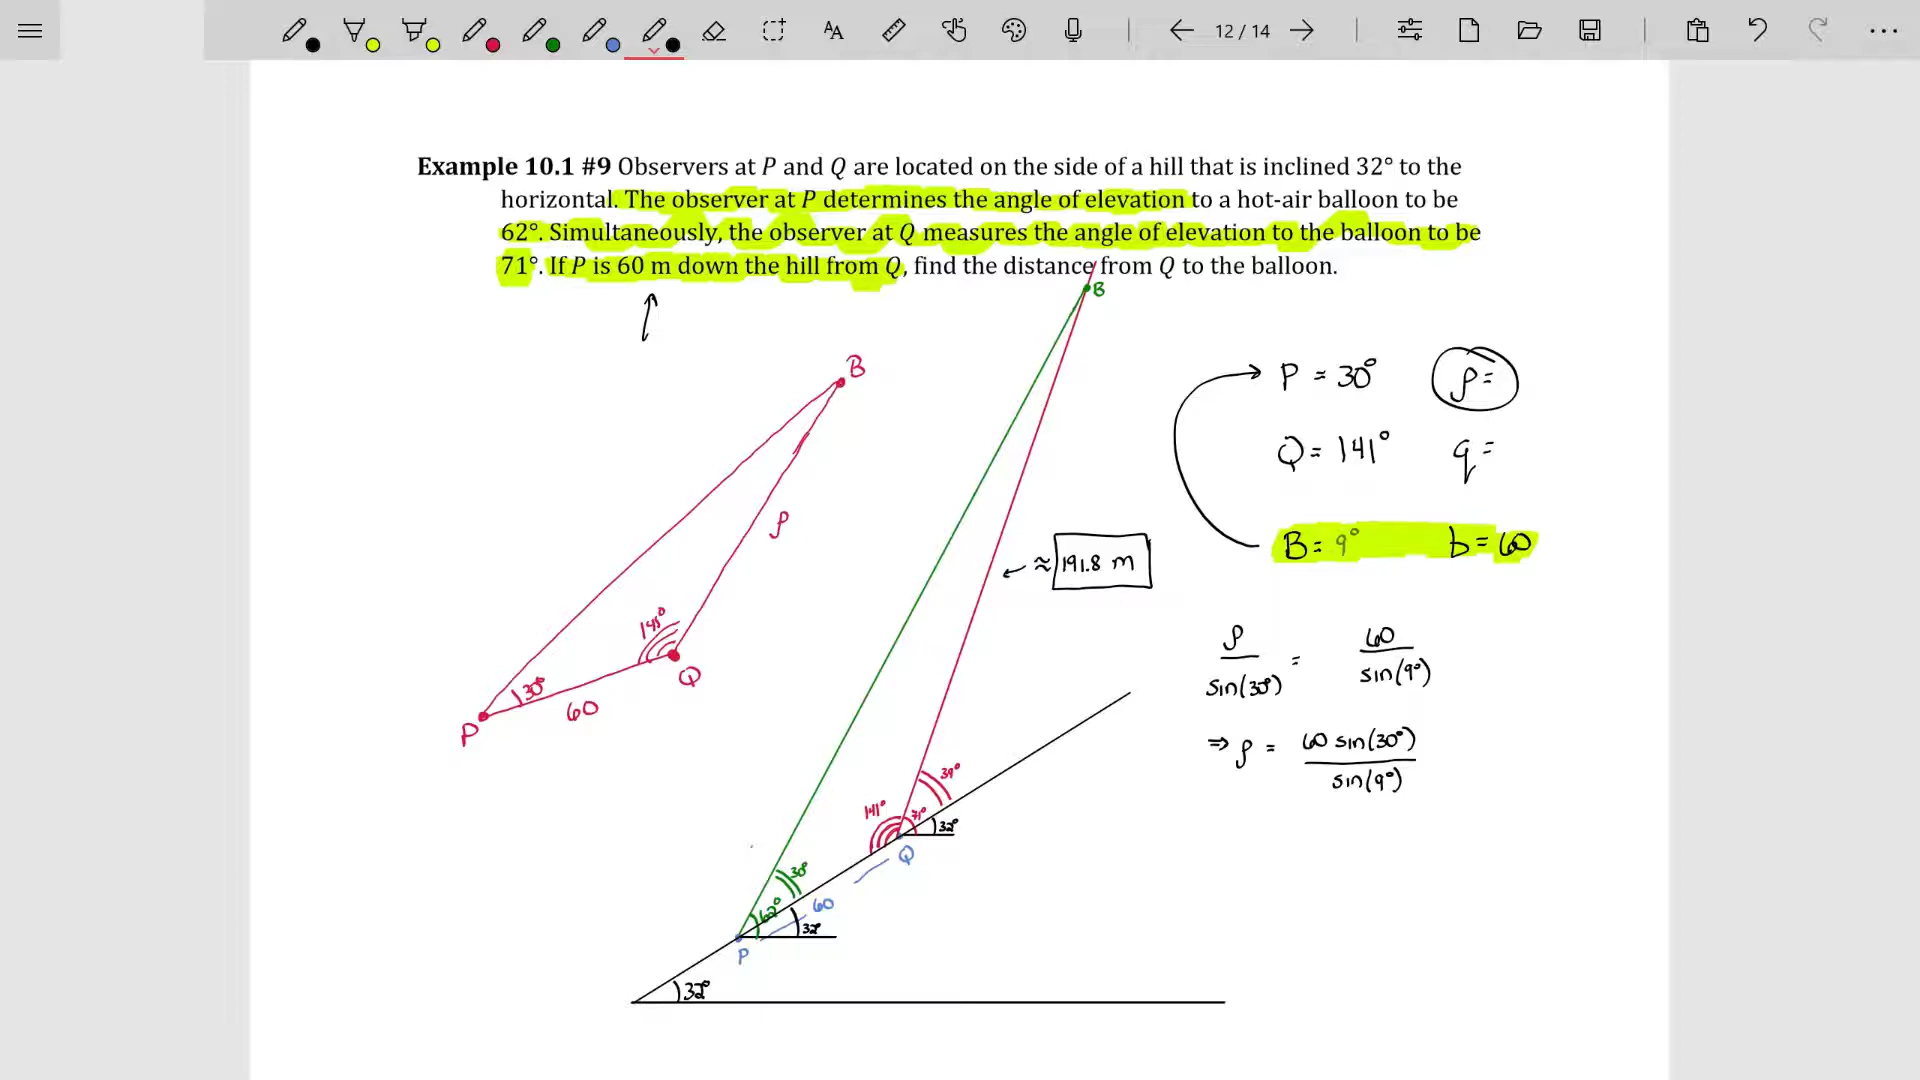 12 / 14
Example 10.1 #9 Observers at P and Q are located on the side of a hill that is inclined 32° to the
horizontal. The observer at P determines the angle of elevation to a hot-air balloon to be
62°. Simultaneously, the observer at Q measures the angle of elevation to the balloon to be
71°. If P is 60 m down the hill from Q, find the distance from Q to the balloon.
B
B
P = 30° p=
Q = 141° q=
B = 9° b = 60
p
≈ 191.8 m
141°
Q
30°
60
P
p / sin(30°) = 60 / sin(9°)
⇒ p = 60 sin(30°) / sin(9°)
39°
141°
71°
32°
Q
30°
62°
60
32°
P
32°